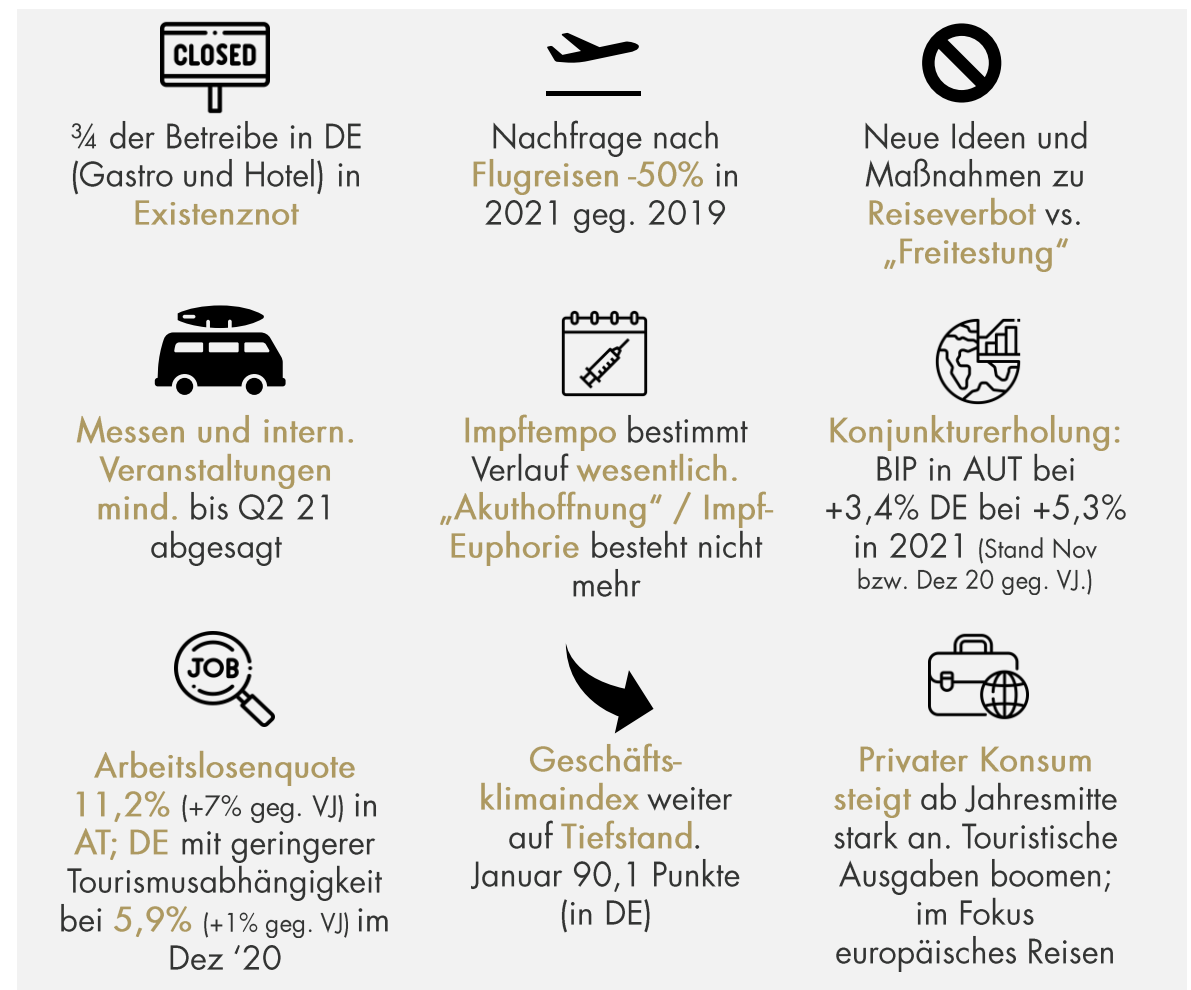 CLOSED
¾ der Betreibe in DE
(Gastro und Hotel) in
Existenznot
Nachfrage nach
Flugreisen -50% in
2021 geg. 2019
Neue Ideen und
Maßnahmen zu
Reiseverbot vs.
„Freitestung“
Messen und intern.
Veranstaltungen
mind. bis Q2 21
abgesagt
Impftempo bestimmt
Verlauf wesentlich.
„Akuthoffnung“ / Impf-
Euphorie besteht nicht
mehr
Konjunkturerholung:
BIP in AUT bei
+3,4% DE bei +5,3%
in 2021 (Stand Nov
bzw. Dez 20 geg. VJ.)
JOB
Arbeitslosenquote
11,2% (+7% geg. VJ) in
AT; DE mit geringerer
Tourismusabhängigkeit
bei 5,9% (+1% geg. VJ) im
Dez ‘20
Geschäfts-
klimaindex weiter
auf Tiefstand.
Januar 90,1 Punkte
(in DE)
Privater Konsum
steigt ab Jahresmitte
stark an. Touristische
Ausgaben boomen;
im Fokus
europäisches Reisen